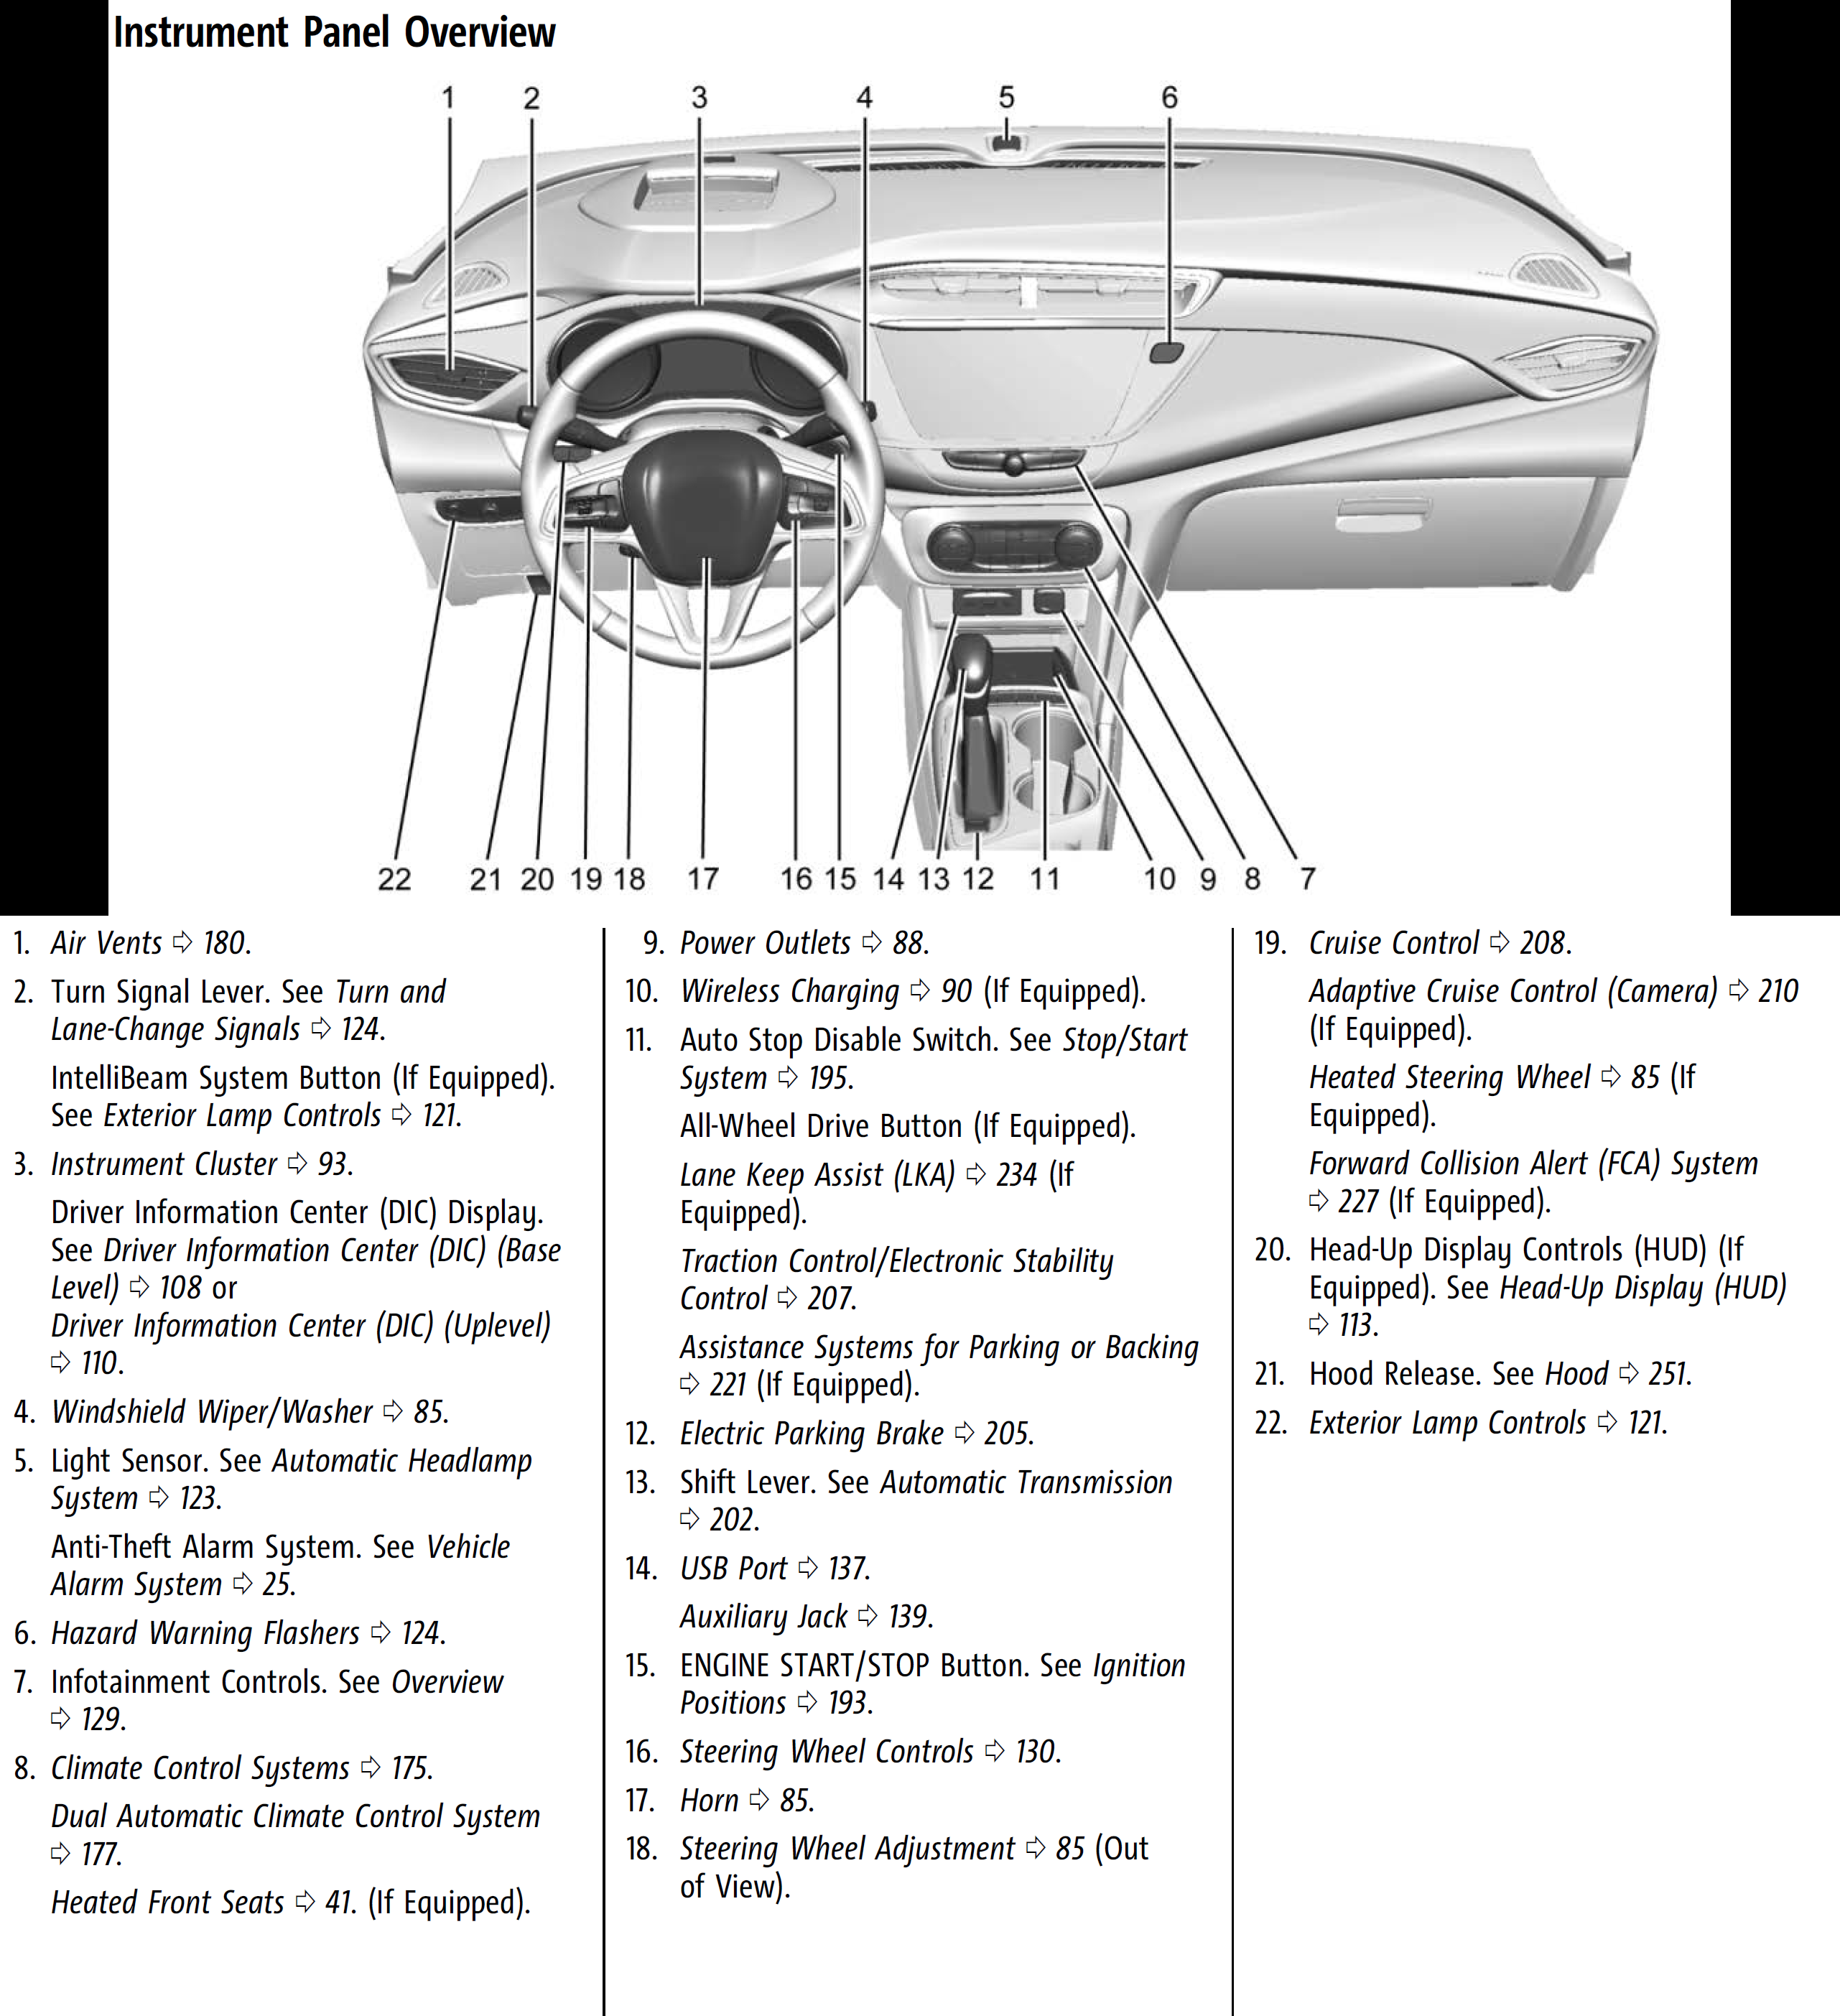 Instrument Panel Overview
1 2 3 4 5 6
22 21 20 19 18 17 16 15 14 13 12 11 10 9 8 7
1. Air Vents ⇨ 180.
2. Turn Signal Lever. See Turn and
Lane-Change Signals ⇨ 124.
IntelliBeam System Button (If Equipped).
See Exterior Lamp Controls ⇨ 121.
3. Instrument Cluster ⇨ 93.
Driver Information Center (DIC) Display.
See Driver Information Center (DIC) (Base
Level) ⇨ 108 or
Driver Information Center (DIC) (Uplevel)
⇨ 110.
4. Windshield Wiper/Washer ⇨ 85.
5. Light Sensor. See Automatic Headlamp
System ⇨ 123.
Anti-Theft Alarm System. See Vehicle
Alarm System ⇨ 25.
6. Hazard Warning Flashers ⇨ 124.
7. Infotainment Controls. See Overview
⇨ 129.
8. Climate Control Systems ⇨ 175.
Dual Automatic Climate Control System
⇨ 177.
Heated Front Seats ⇨ 41. (If Equipped).
9. Power Outlets ⇨ 88.
10. Wireless Charging ⇨ 90 (If Equipped).
11. Auto Stop Disable Switch. See Stop/Start
System ⇨ 195.
All-Wheel Drive Button (If Equipped).
Lane Keep Assist (LKA) ⇨ 234 (If
Equipped).
Traction Control/Electronic Stability
Control ⇨ 207.
Assistance Systems for Parking or Backing
⇨ 221 (If Equipped).
12. Electric Parking Brake ⇨ 205.
13. Shift Lever. See Automatic Transmission
⇨ 202.
14. USB Port ⇨ 137.
Auxiliary Jack ⇨ 139.
15. ENGINE START/STOP Button. See Ignition
Positions ⇨ 193.
16. Steering Wheel Controls ⇨ 130.
17. Horn ⇨ 85.
18. Steering Wheel Adjustment ⇨ 85 (Out
of View).
19. Cruise Control ⇨ 208.
Adaptive Cruise Control (Camera) ⇨ 210
(If Equipped).
Heated Steering Wheel ⇨ 85 (If
Equipped).
Forward Collision Alert (FCA) System
⇨ 227 (If Equipped).
20. Head-Up Display Controls (HUD) (If
Equipped). See Head-Up Display (HUD)
⇨ 113.
21. Hood Release. See Hood ⇨ 251.
22. Exterior Lamp Controls ⇨ 121.